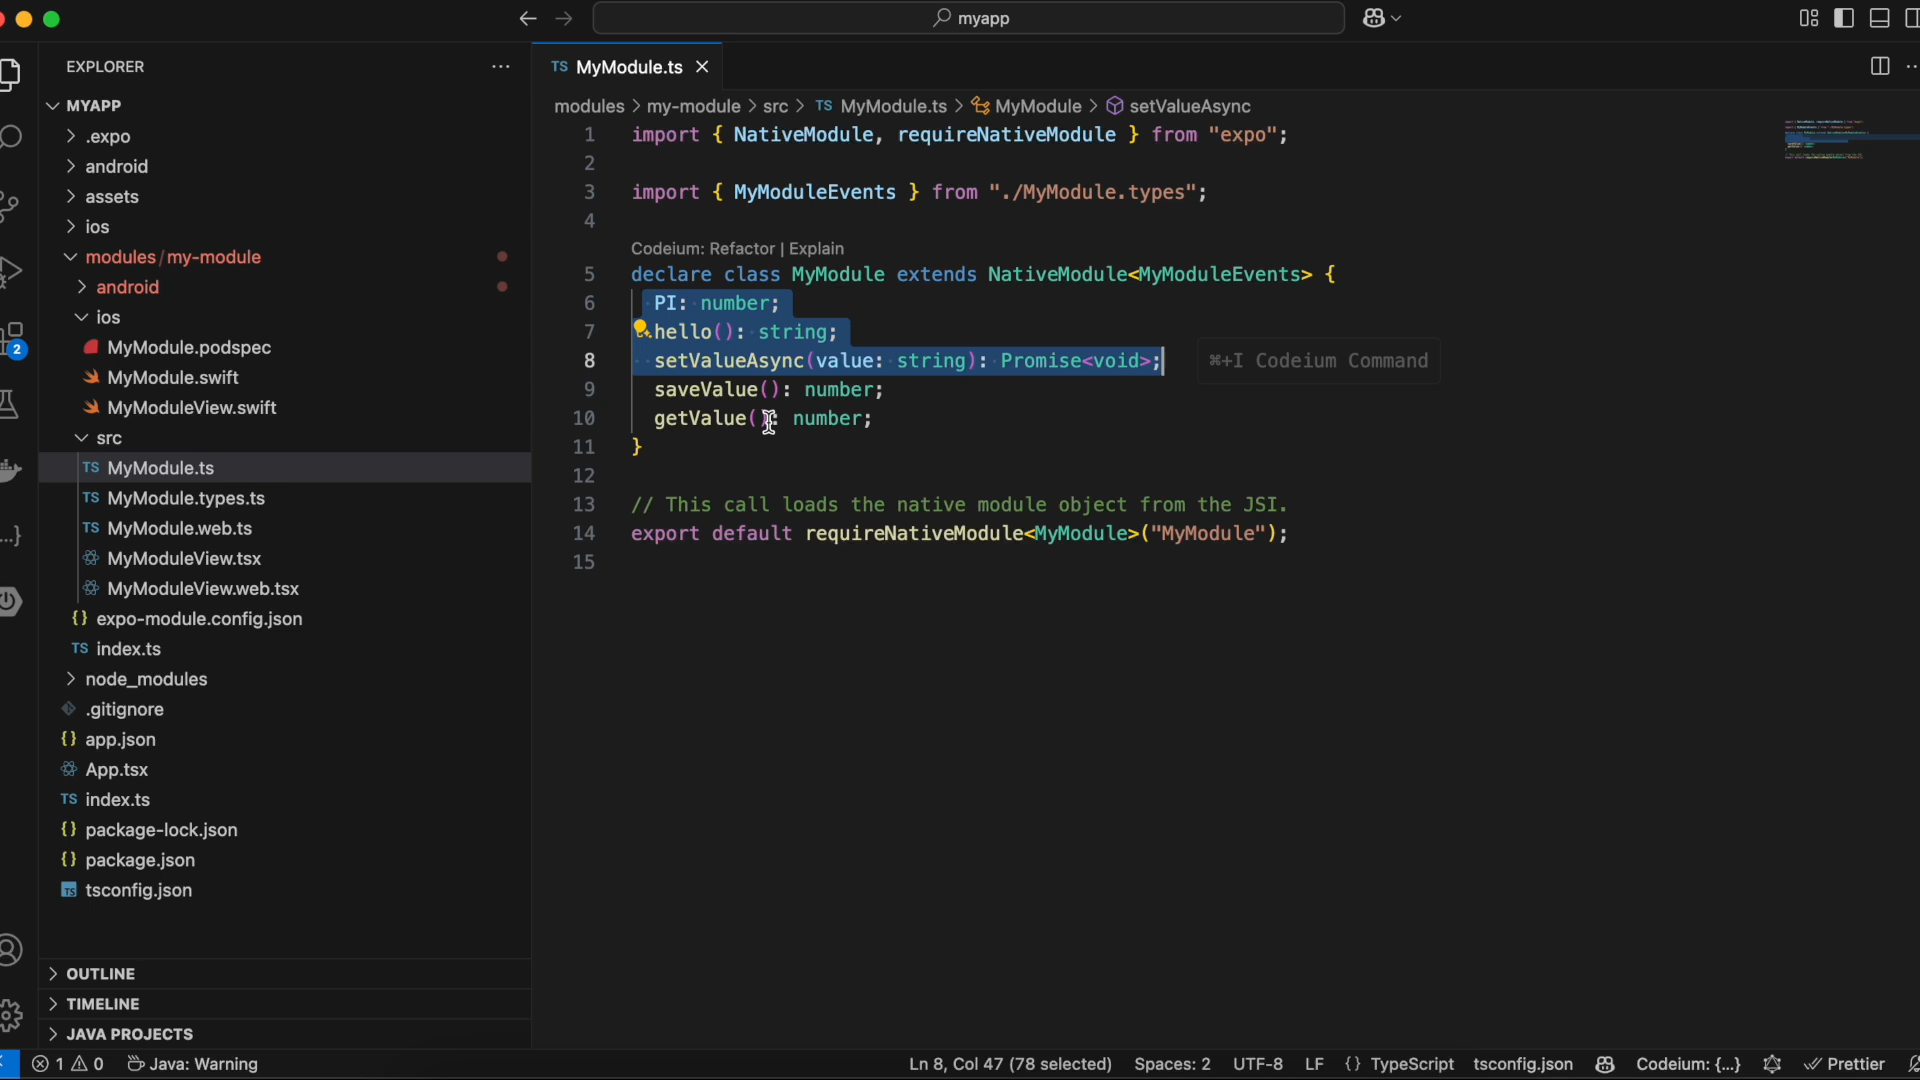 myapp
EXPLORER
MYAPP
.expo
android
assets
ios
modules/my-module
android
ios
MyModule.podspec
MyModule.swift
MyModuleView.swift
src
TS MyModule.ts
TS MyModule.types.ts
TS MyModule.web.ts
MyModuleView.tsx
MyModuleView.web.tsx
{} expo-module.config.json
TS index.ts
node_modules
.gitignore
{} app.json
App.tsx
TS index.ts
{} package-lock.json
{} package.json
TS tsconfig.json
OUTLINE
TIMELINE
JAVA PROJECTS
2
TS MyModule.ts
modules > my-module > src > TS MyModule.ts > MyModule > setValueAsync
1 import { NativeModule, requireNativeModule } from "expo";
2
3 import { MyModuleEvents } from "./MyModule.types";
4
Codeium: Refactor | Explain
5 declare class MyModule extends NativeModule<MyModuleEvents> {
6 PI: number;
7 hello(): string;
8 setValueAsync(value: string): Promise<void>; ⌘+I Codeium Command
9 saveValue(): number;
10 getValue(): number;
11 }
12
13 // This call loads the native module object from the JSI.
14 export default requireNativeModule<MyModule>("MyModule");
15
1 0 Java: Warning Ln 8, Col 47 (78 selected) Spaces: 2 UTF-8 LF {} TypeScript tsconfig.json Codeium: {...} Prettier